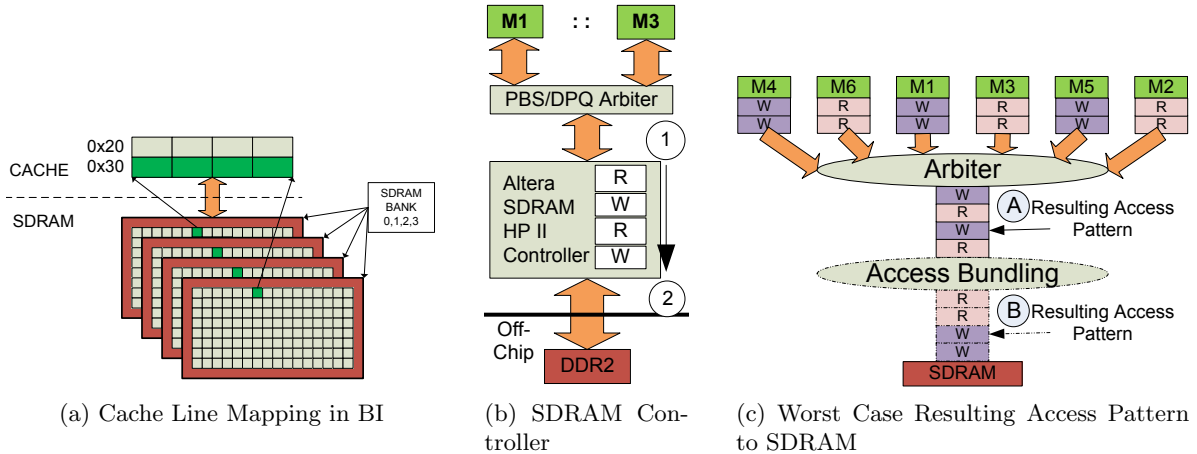 0x20
0x30
CACHE
SDRAM
SDRAM
BANK
0,1,2,3
(a) Cache Line Mapping in BI
M1 : : M3
PBS/DPQ Arbiter
1
Altera
SDRAM
HP II
Controller
R
W
R
W
2
Off-
Chip
DDR2
(b) SDRAM Con-
troller
M4 M6 M1 M3 M5 M2
W R W R W R
W R W R W R
Arbiter
W
R
W
R
A Resulting Access
Pattern
Access Bundling
R
R
W
W
B Resulting Access
Pattern
SDRAM
(c) Worst Case Resulting Access Pattern
to SDRAM